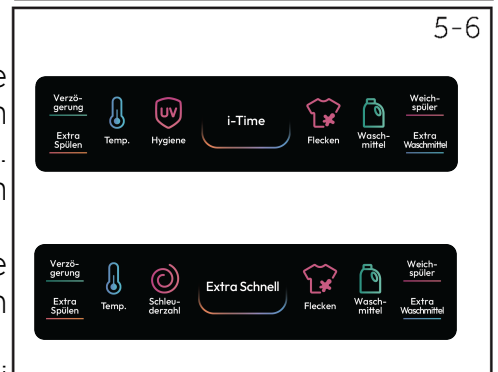 5-6
Verzö-
gerung
Extra
Spülen
Temp.
UV
Hygiene
i-Time
Flecken
Wasch-
mittel
Weich-
spüler
Extra
Waschmittel
Verzö-
gerung
Extra
Spülen
Temp.
Schleu-
derzahl
Extra Schnell
Flecken
Wasch-
mittel
Weich-
spüler
Extra
Waschmittel